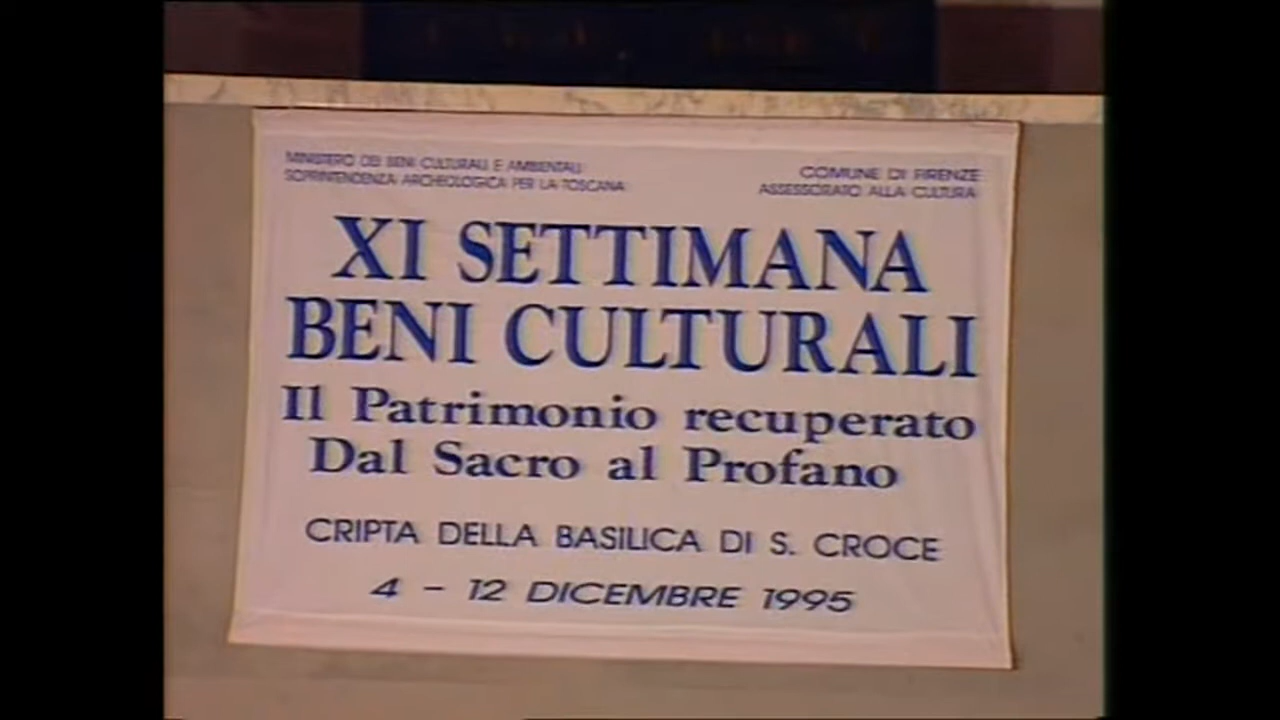 MINISTERO DEI BENI CULTURALI E AMBIENTALI
SOPRINTENDENZA ARCHEOLOGICA PER LA TOSCANA
COMUNE DI FIRENZE
ASSESSORATO ALLA CULTURA
XI SETTIMANA
BENI CULTURALI
Il Patrimonio recuperato
Dal Sacro al Profano
CRIPTA DELLA BASILICA DI S. CROCE
4 - 12 DICEMBRE 1995